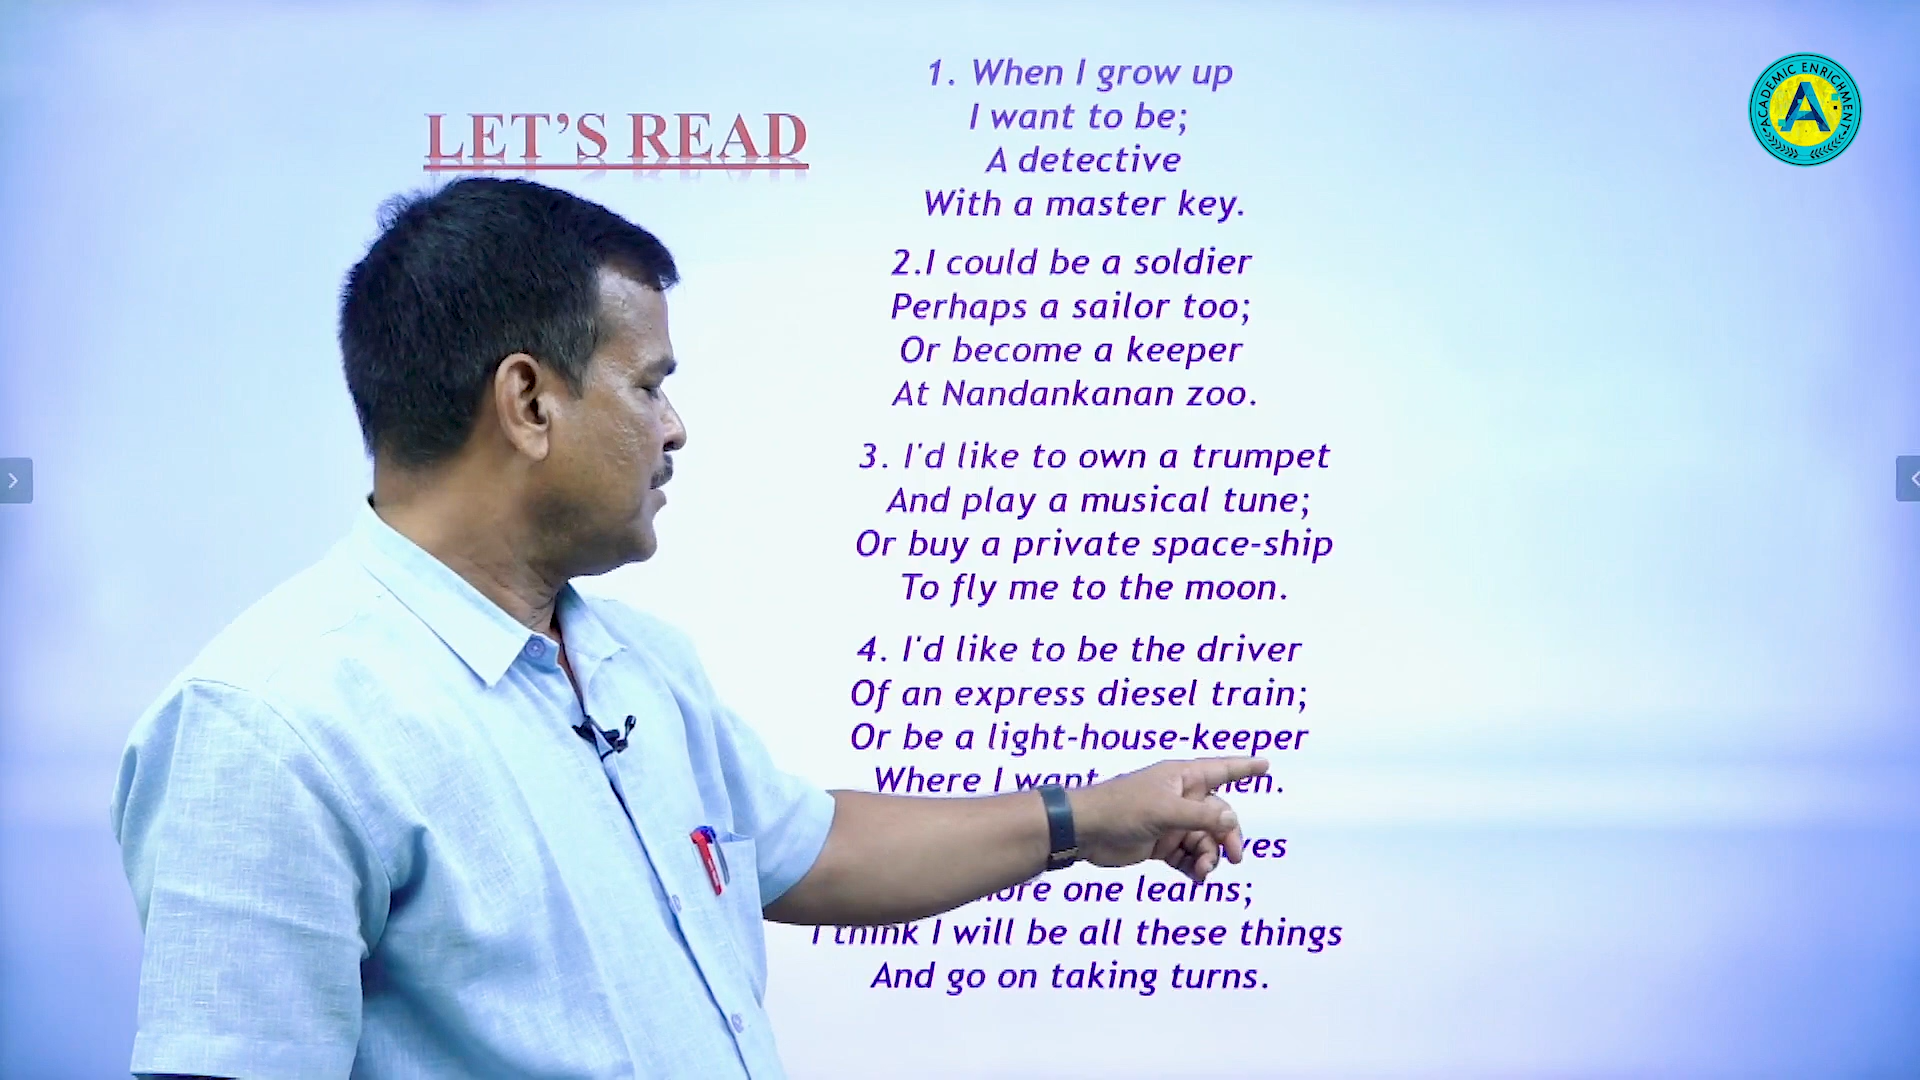 LET'S READ
1. When I grow up
I want to be;
A detective
With a master key.
2.I could be a soldier
Perhaps a sailor too;
Or become a keeper
At Nandankanan zoo.
3. I'd like to own a trumpet
And play a musical tune;
Or buy a private space-ship
To fly me to the moon.
4. I'd like to be the driver
Of an express diesel train;
Or be a light-house-keeper
Where I want
one learns;
I think I will be all these things
And go on taking turns.
ACADEMIC ENRICHMENT
A